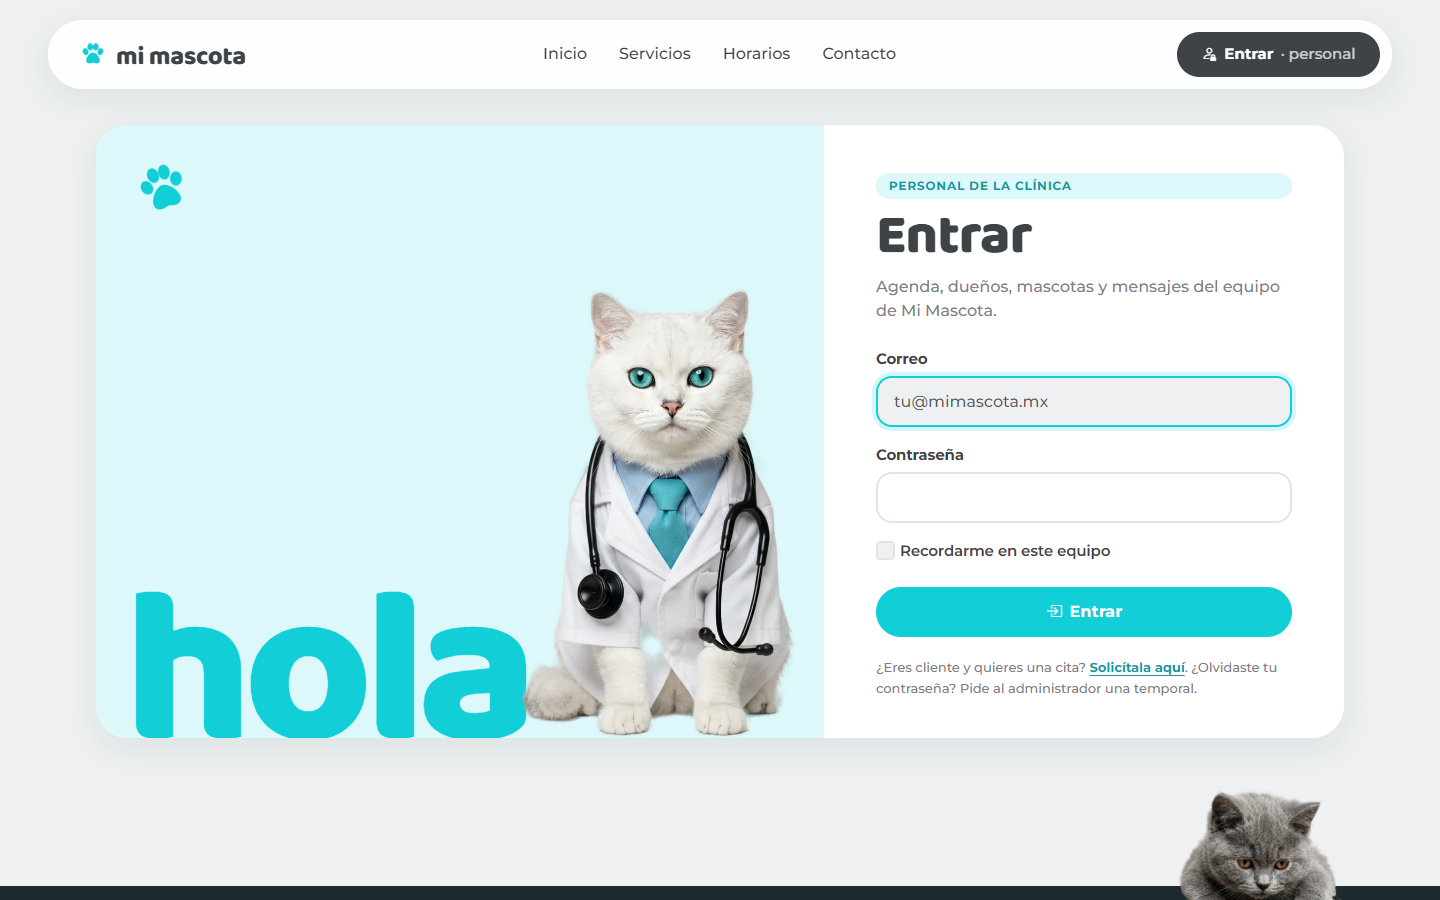 mi mascota
Inicio
Servicios
Horarios
Contacto
Entrar · personal
hola
PERSONAL DE LA CLÍNICA
Entrar
Agenda, dueños, mascotas y mensajes del equipo
de Mi Mascota.
Correo
tu@mimascota.mx
Contraseña
Recordarme en este equipo
Entrar
¿Eres cliente y quieres una cita? Solicítala aquí. ¿Olvidaste tu
contraseña? Pide al administrador una temporal.